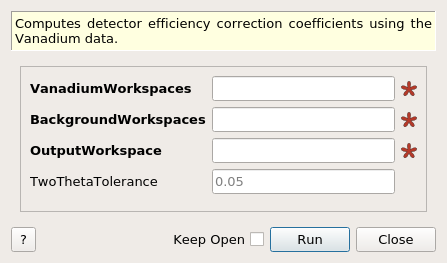 Computes detector efficiency correction coefficients using the
Vanadium data.
VanadiumWorkspaces
BackgroundWorkspaces
OutputWorkspace
TwoThetaTolerance 0.05
? Keep Open Run Close